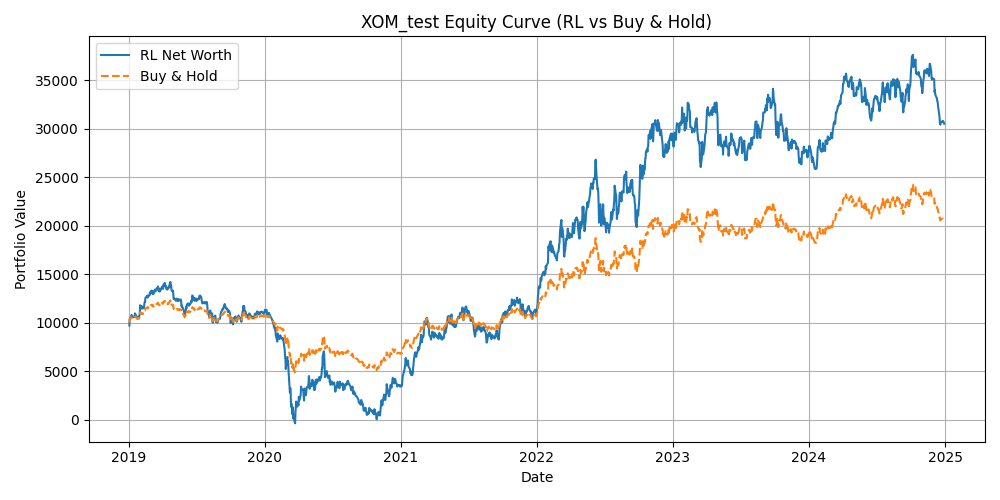 XOM_test Equity Curve (RL vs Buy & Hold)
RL Net Worth
Buy & Hold
Portfolio Value
35000
30000
25000
20000
15000
10000
5000
0
2019 2020 2021 2022 2023 2024 2025
Date